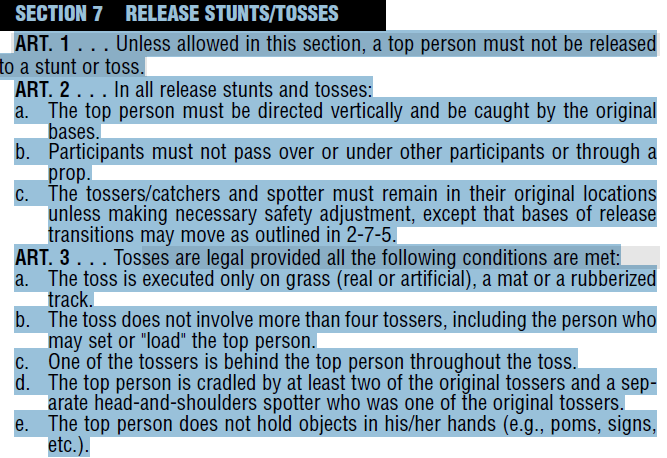 SECTION 7 RELEASE STUNTS/TOSSES
ART. 1 . . . Unless allowed in this section, a top person must not be released
to a stunt or toss.
ART. 2 . . . In all release stunts and tosses:
a. The top person must be directed vertically and be caught by the original
bases.
b. Participants must not pass over or under other participants or through a
prop.
c. The tossers/catchers and spotter must remain in their original locations
unless making necessary safety adjustment, except that bases of release
transitions may move as outlined in 2-7-5.
ART. 3 . . . Tosses are legal provided all the following conditions are met:
a. The toss is executed only on grass (real or artificial), a mat or a rubberized
track.
b. The toss does not involve more than four tossers, including the person who
may set or "load" the top person.
c. One of the tossers is behind the top person throughout the toss.
d. The top person is cradled by at least two of the original tossers and a sep-
arate head-and-shoulders spotter who was one of the original tossers.
e. The top person does not hold objects in his/her hands (e.g., poms, signs,
etc.).